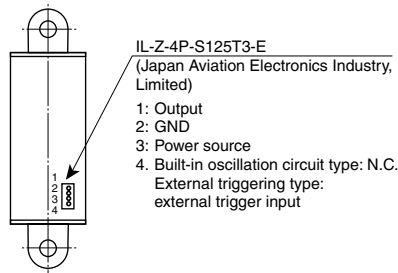 IL-Z-4P-S125T3-E
(Japan Aviation Electronics Industry,
Limited)
1: Output
2: GND
3: Power source
4. Built-in oscillation circuit type: N.C.
External triggering type:
external trigger input
1
2
3
4